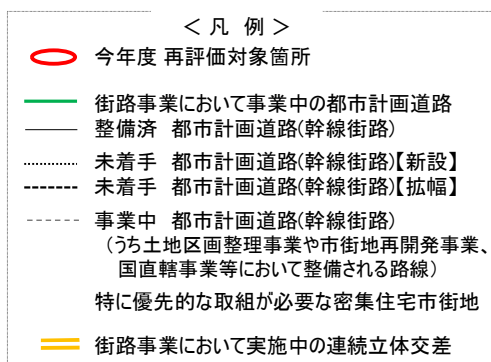 ＜ 凡 例 ＞
今年度 再評価対象箇所
街路事業において事業中の都市計画道路
整備済 都市計画道路(幹線街路)
未着手 都市計画道路(幹線街路)【新設】
未着手 都市計画道路(幹線街路)【拡幅】
事業中 都市計画道路(幹線街路)
（うち土地区画整理事業や市街地再開発事業、
国直轄事業等において整備される路線）
特に優先的な取組が必要な密集住宅市街地
街路事業において実施中の連続立体交差